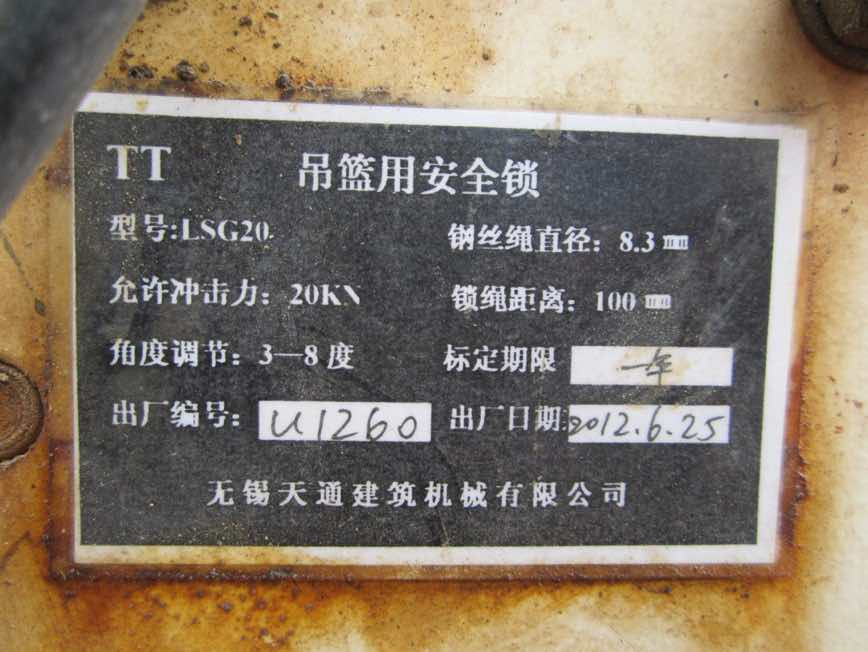 TT 吊篮用安全锁
型号:LSG20 钢丝绳直径：8.3㎜
允许冲击力：20KN 锁绳距离：100㎜
角度调节：3—8度 标定期限 一年
出厂编号：U1260 出厂日期:2012.6.25
无锡天通建筑机械有限公司